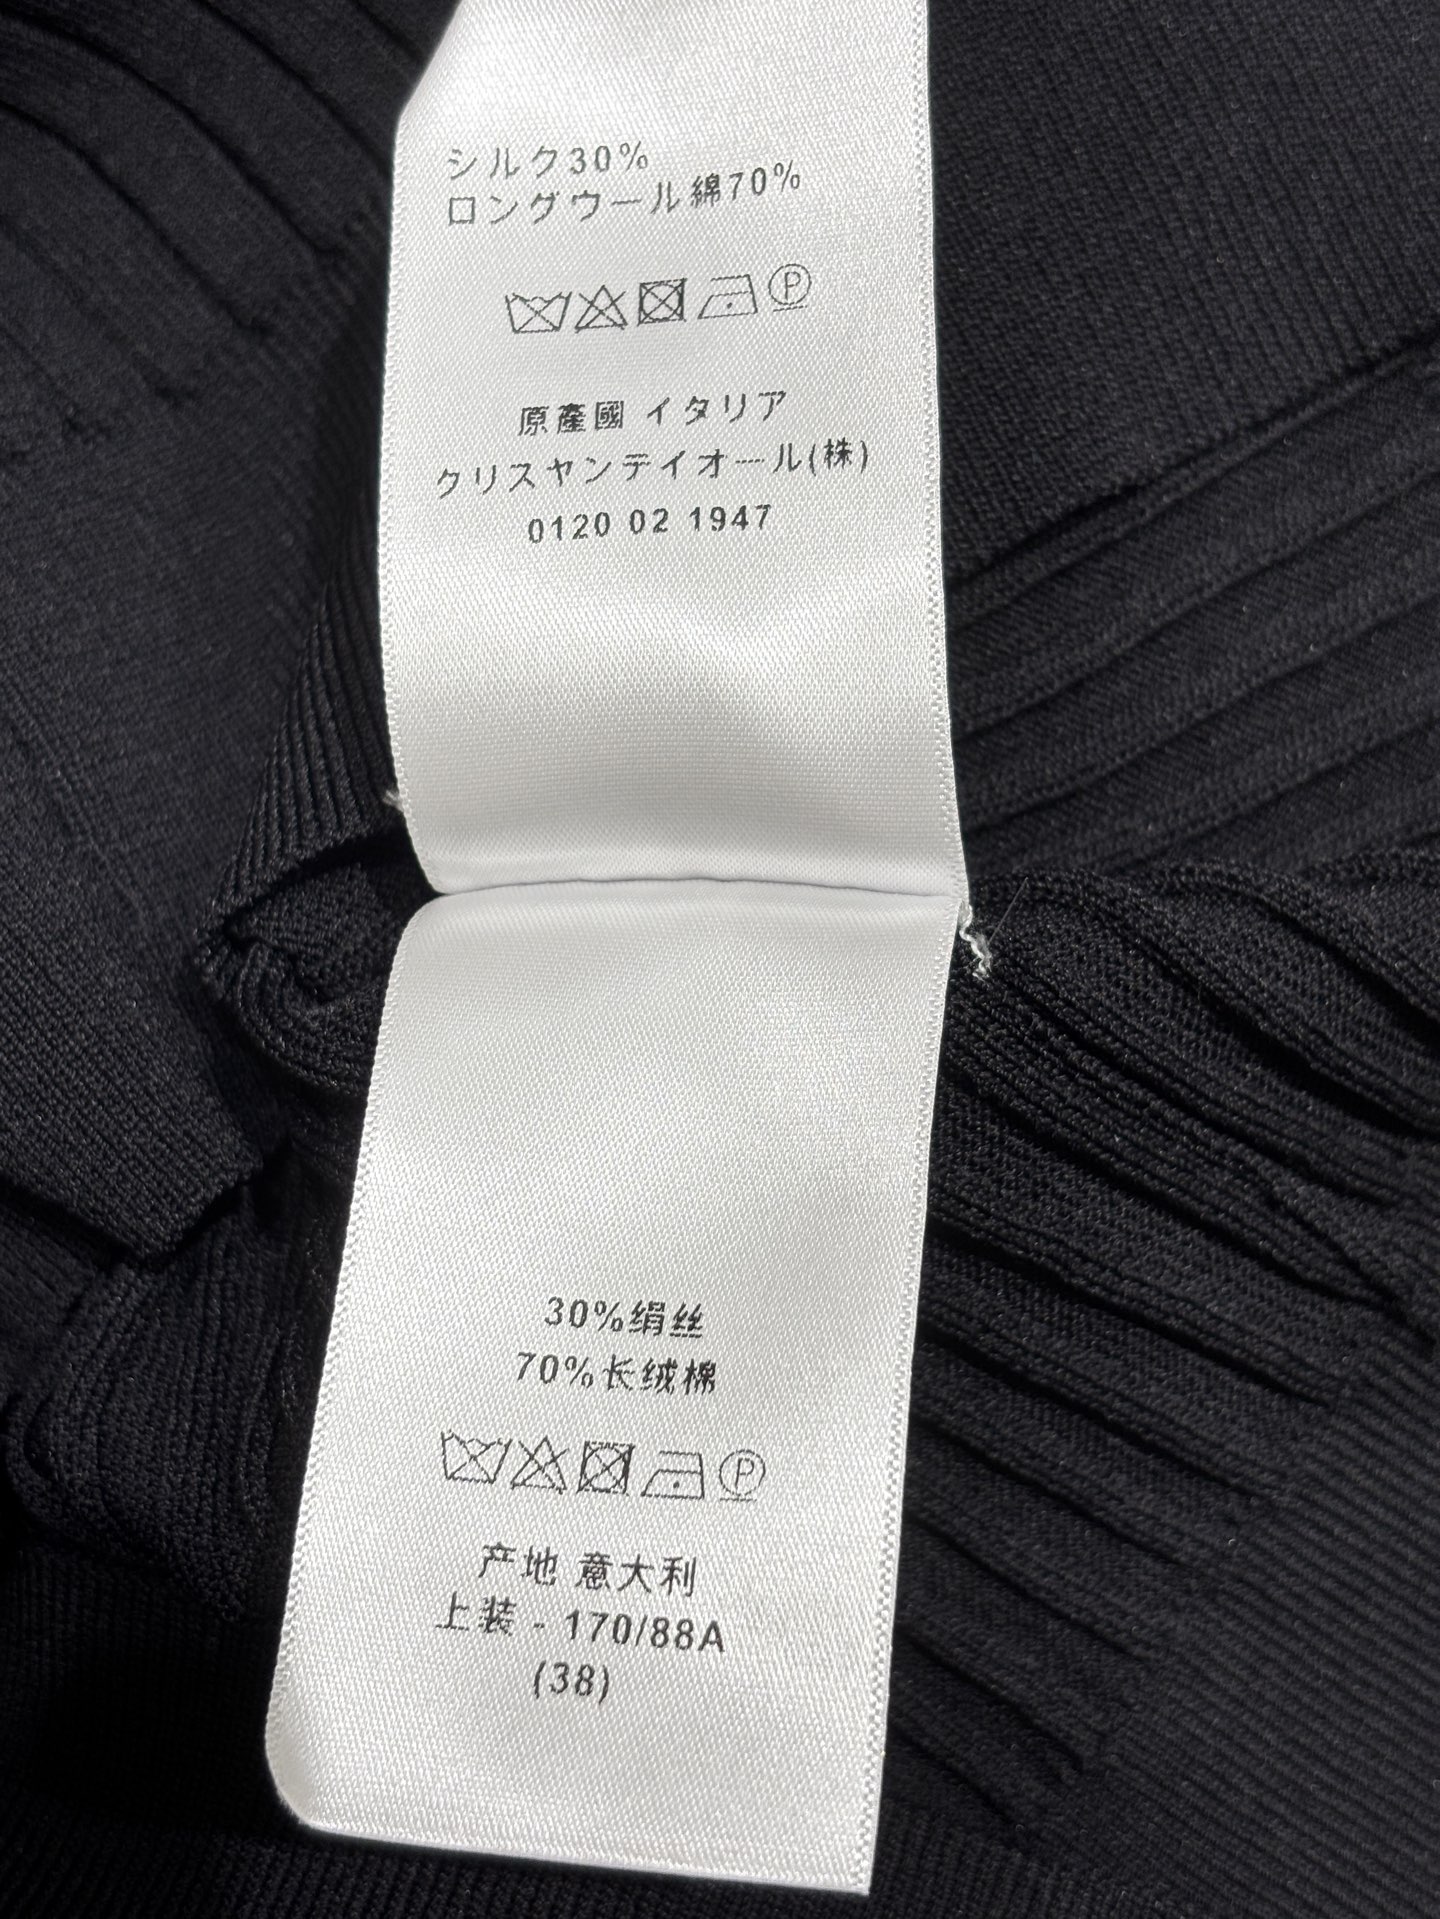 シルク30%
ロングウール綿70%
P
原產國 イタリア
クリスヤンデイオール(株)
0120 02 1947
30%绢丝
70%长绒棉
P
产地 意大利
上装 - 170/88A
(38)